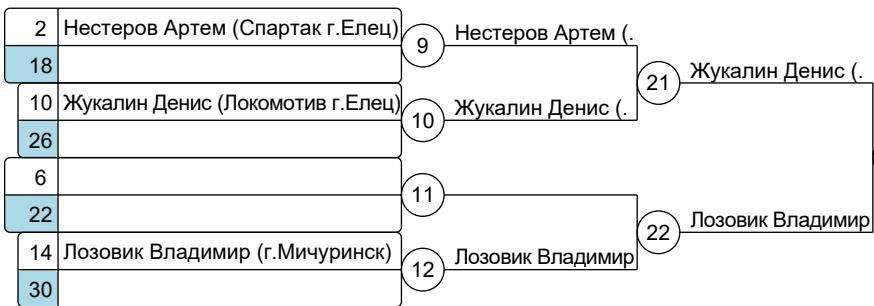 2 Нестеров Артем (Спартак г.Елец)
9 Нестеров Артем (.
18
21 Жукалин Денис (.
10 Жукалин Денис (Локомотив г.Елец)
10 Жукалин Денис (.
26
6
11
22
22 Лозовик Владимир
14 Лозовик Владимир (г.Мичуринск)
12 Лозовик Владимир
30